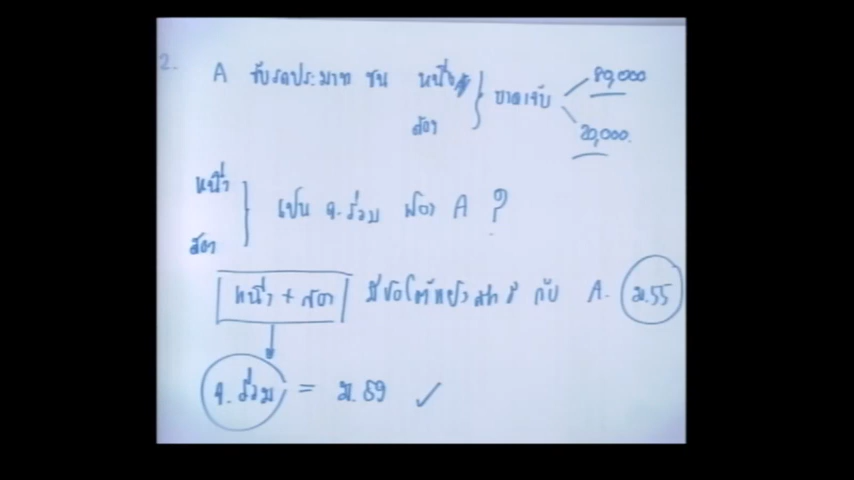 2. A ขับรถประมาท ชน หนึ่ง } บาดเจ็บ 80,000
สอง 20,000
หนึ่ง
สอง } เป็น จ.ร่วม ฟ้อง A ?
หนึ่ง + สอง มีข้อโต้แย้งสิทธิ กับ A. ม.55
จ.ร่วม = ม.59 ✓